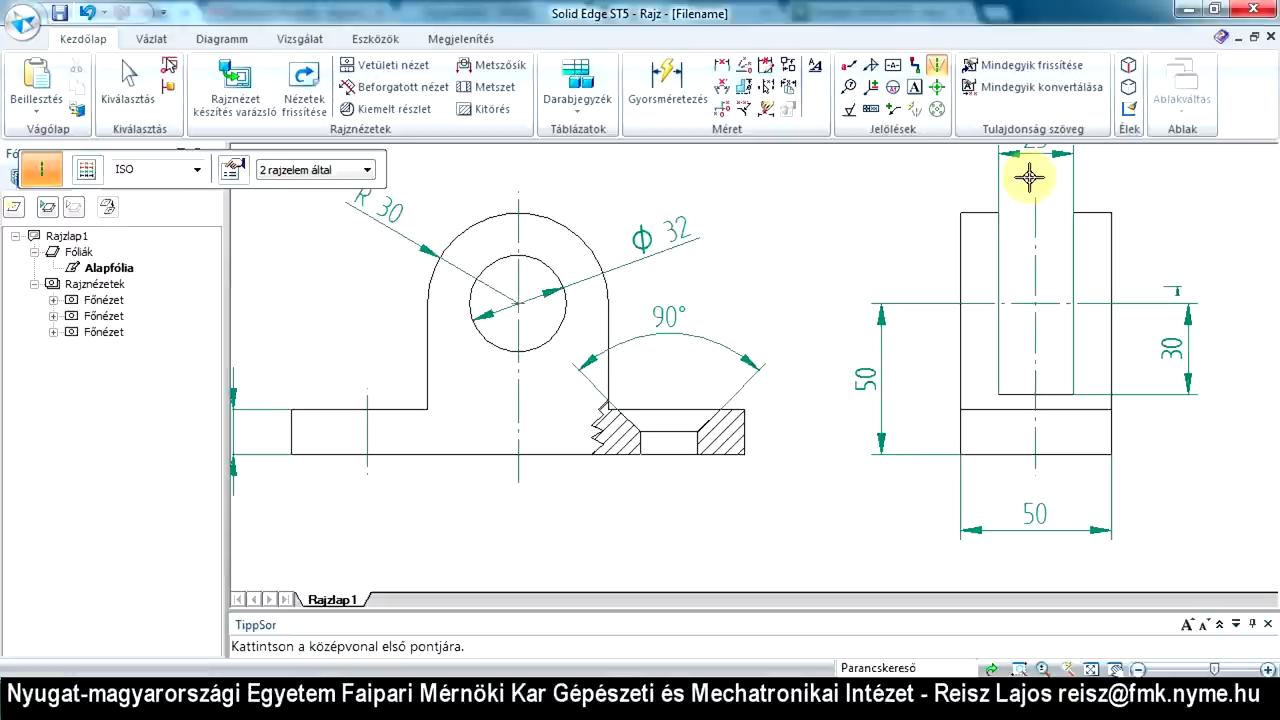 Solid Edge ST5 - Rajz - [Filename]
Kezdőlap Vázlat Diagramm Vizsgálat Eszközök Megjelenítés
Beillesztés
Vágólap
Kiválasztás
Kiválasztás
Rajznézet készítés varázsló
Nézetek frissítése
Vetületi nézet
Beforgatott nézet
Kiemelt részlet
Metszősík
Metszet
Kitörés
Rajznézetek
Darabjegyzék
Táblázatok
Gyorsméretezés
Méret
Jelölések
Mindegyik frissítése
Mindegyik konvertálása
Tulajdonság szöveg
Élek
Ablakváltás
Ablak
ISO
2 rajzelem által
Rajzlap1
Fóliák
Alapfólia
Rajznézetek
Főnézet
Főnézet
Főnézet
R 30
ϕ 32
90°
50
30
50
Rajzlap1
TippSor
Kattintson a középvonal első pontjára.
Parancskereső
Nyugat-magyarországi Egyetem Faipari Mérnöki Kar Gépészeti és Mechatronikai Intézet - Reisz Lajos reisz@fmk.nyme.hu